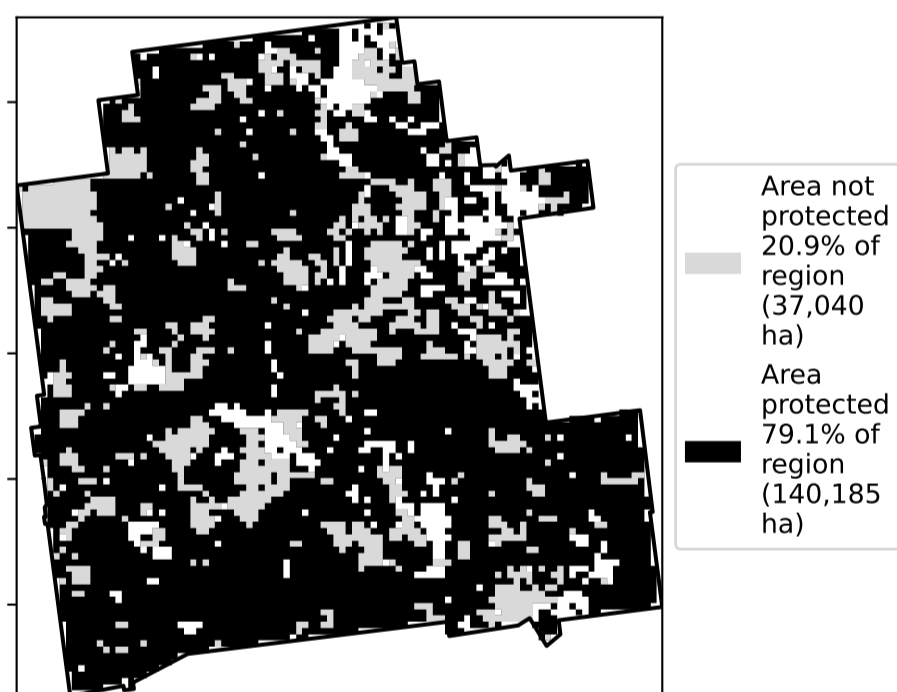 Area not
protected
20.9% of
region
(37,040
ha)
Area
protected
79.1% of
region
(140,185
ha)